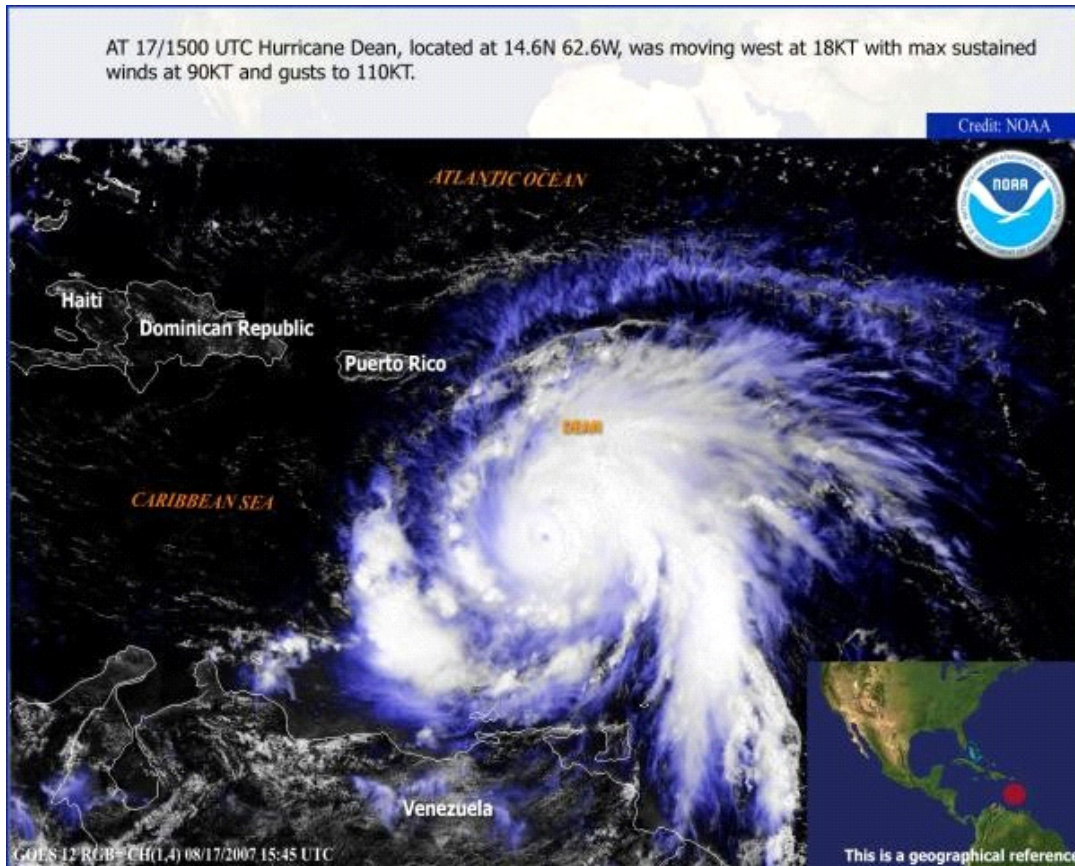 AT 17/1500 UTC Hurricane Dean, located at 14.6N 62.6W, was moving west at 18KT with max sustained
winds at 90KT and gusts to 110KT.
Credit: NOAA
ATLANTIC OCEAN
NOAA
Haiti
Dominican Republic
Puerto Rico
DEAN
CARIBBEAN SEA
Venezuela
GOES 12 RGB= CH(1,4) 08/17/2007 15:45 UTC
This is a geographical reference